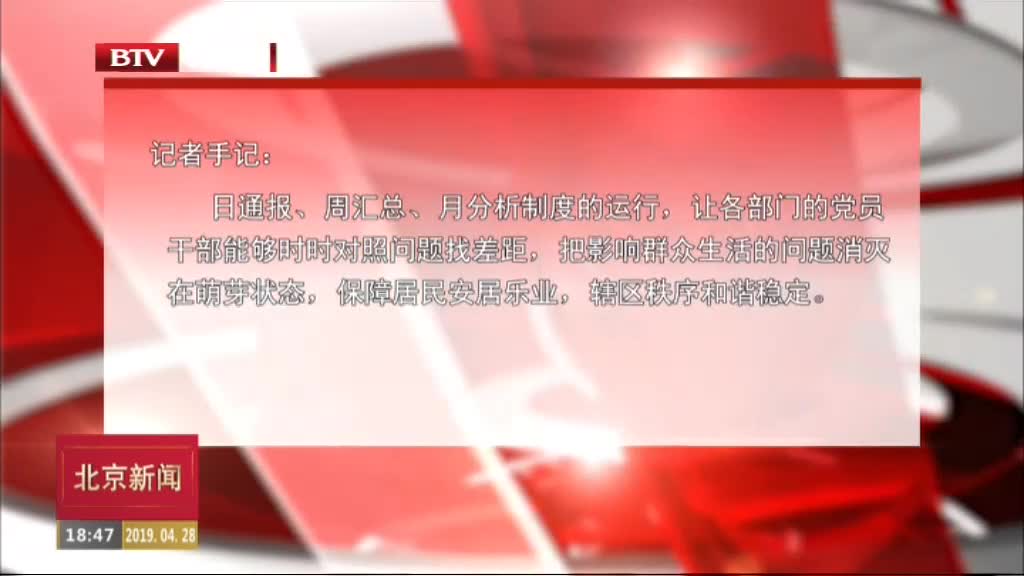 BTV
记者手记：
日通报、周汇总、月分析制度的运行，让各部门的党员
干部能够时时对照问题找差距，把影响群众生活的问题消灭
在萌芽状态，保障居民安居乐业，辖区秩序和谐稳定。
北京新闻
18:47 2019.04.28